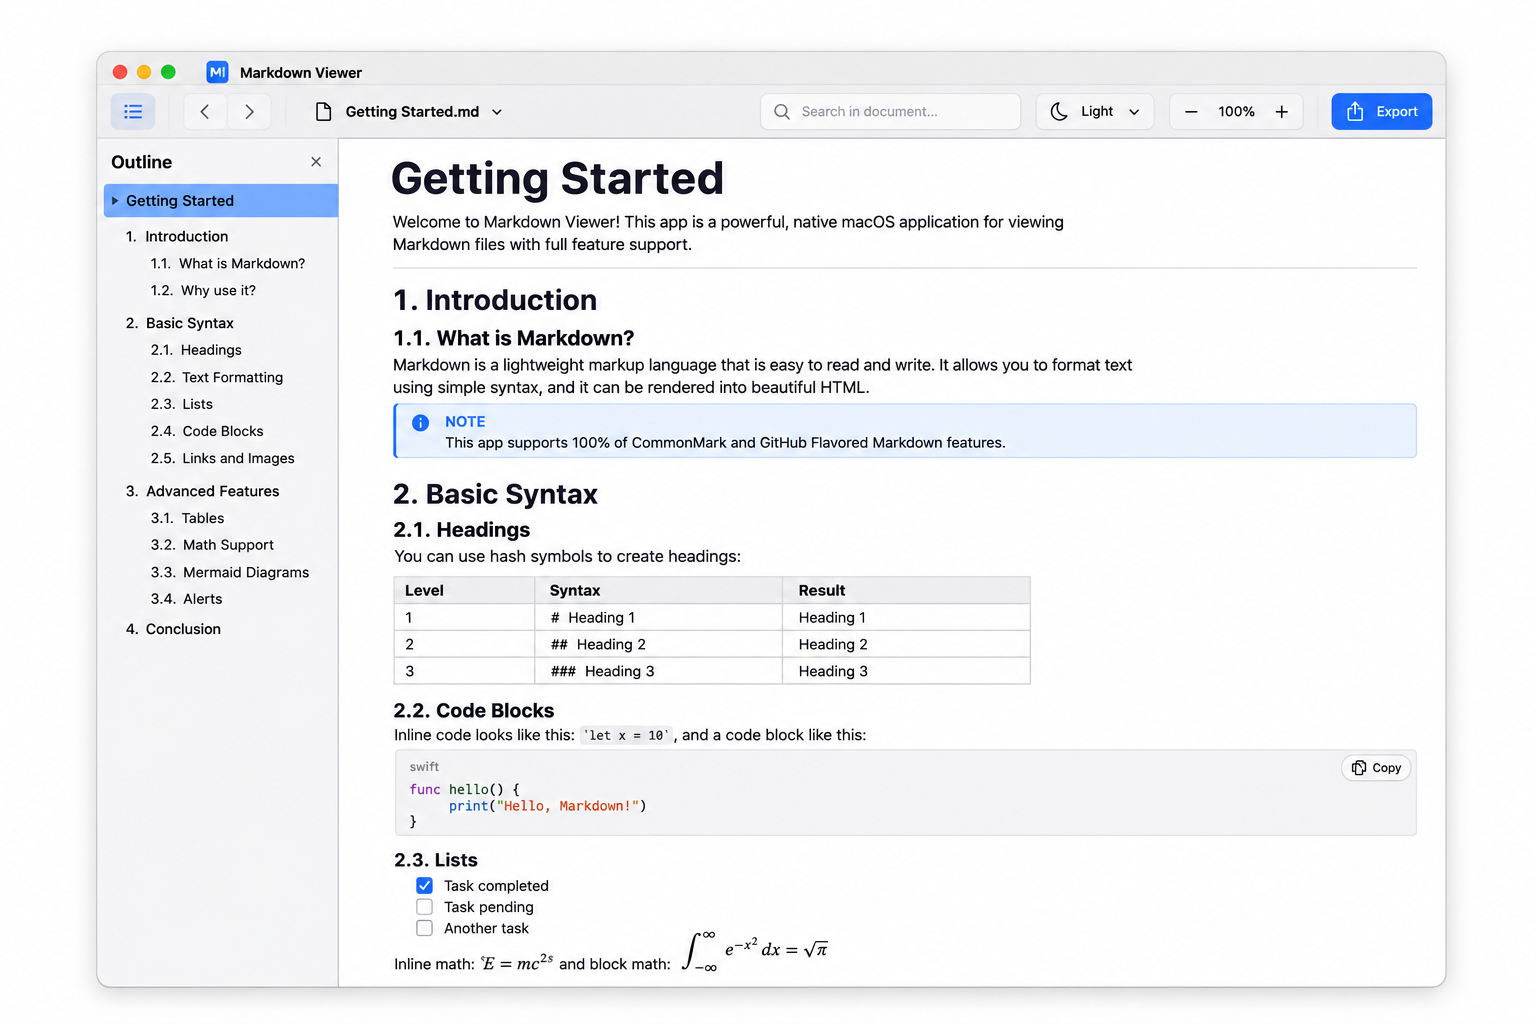 M Markdown Viewer
Getting Started.md
Search in document...
Light
− 100% +
Export
Outline
Getting Started
1. Introduction
1.1. What is Markdown?
1.2. Why use it?
2. Basic Syntax
2.1. Headings
2.2. Text Formatting
2.3. Lists
2.4. Code Blocks
2.5. Links and Images
3. Advanced Features
3.1. Tables
3.2. Math Support
3.3. Mermaid Diagrams
3.4. Alerts
4. Conclusion
Getting Started
Welcome to Markdown Viewer! This app is a powerful, native macOS application for viewing
Markdown files with full feature support.
1. Introduction
1.1. What is Markdown?
Markdown is a lightweight markup language that is easy to read and write. It allows you to format text
using simple syntax, and it can be rendered into beautiful HTML.
NOTE
This app supports 100% of CommonMark and GitHub Flavored Markdown features.
2. Basic Syntax
2.1. Headings
You can use hash symbols to create headings:
Level Syntax Result
1 # Heading 1 Heading 1
2 ## Heading 2 Heading 2
3 ### Heading 3 Heading 3
2.2. Code Blocks
Inline code looks like this: 'let x = 10', and a code block like this:
swift
Copy
func hello() {
print("Hello, Markdown!")
}
2.3. Lists
Task completed
Task pending
Another task
Inline math: E = mc²ˢ and block math: ∫_{−∞}^{∞} e^{−x²} dx = √π